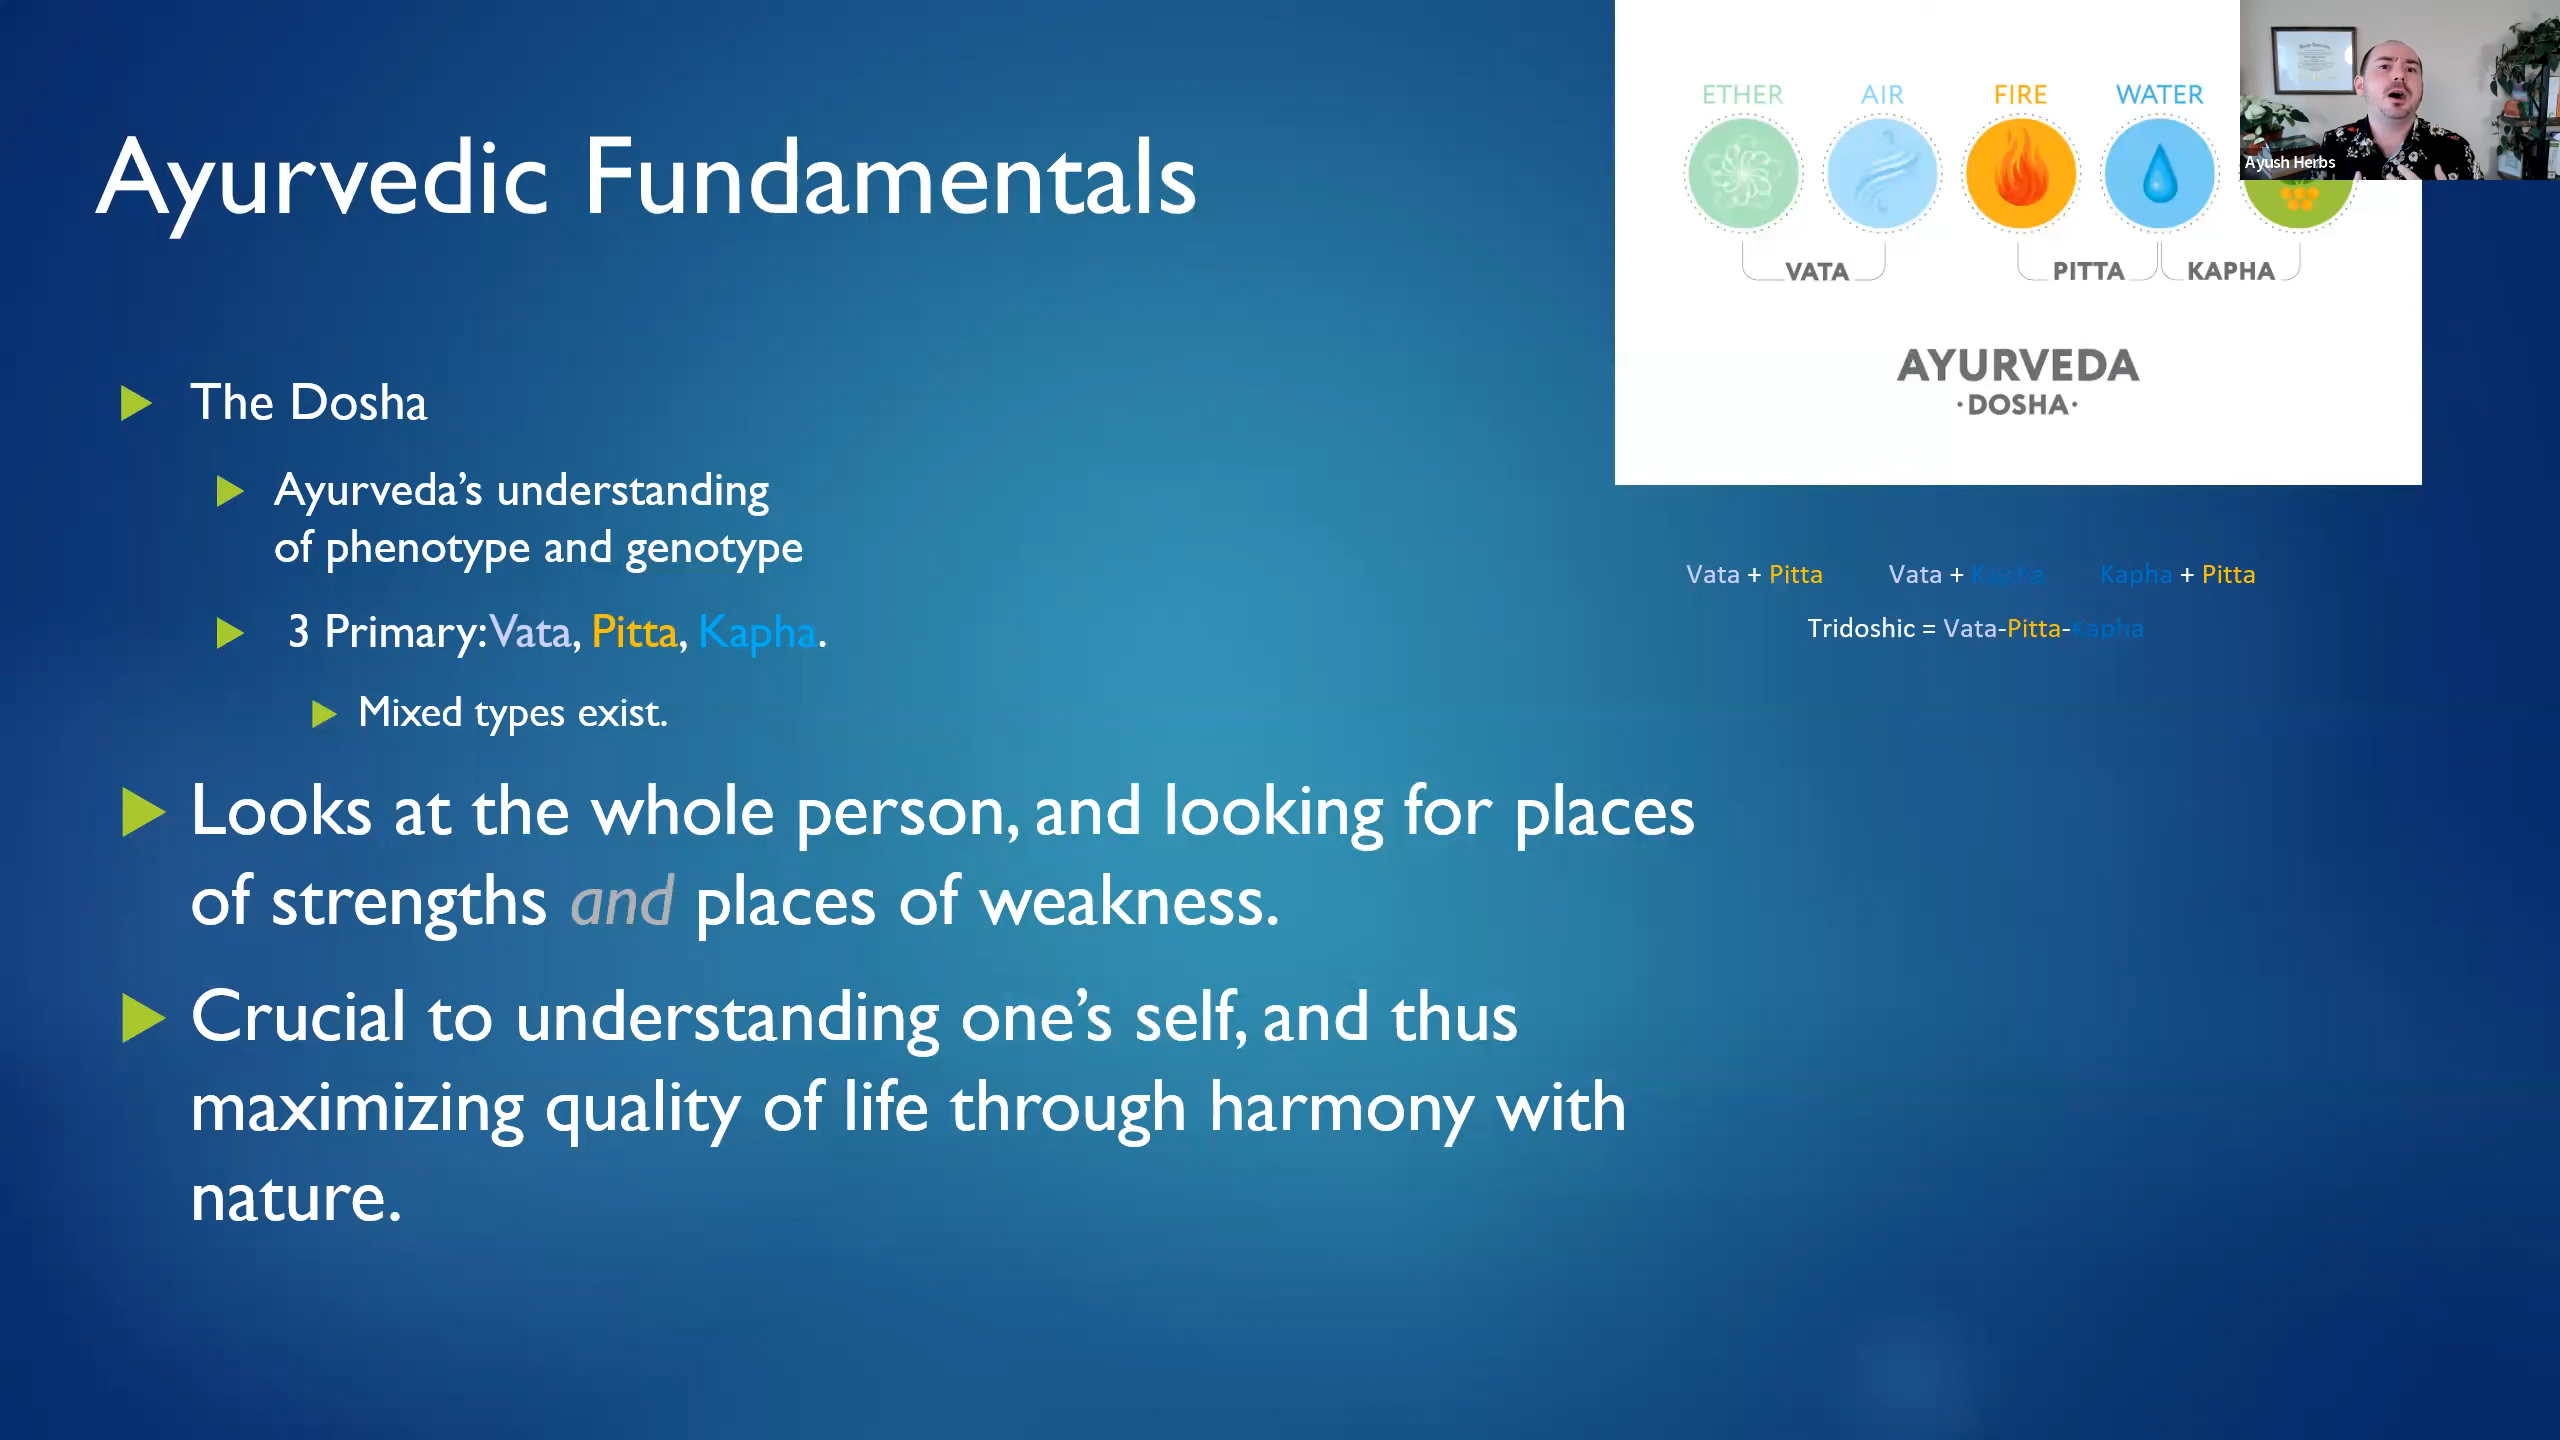 Ayurvedic Fundamentals
The Dosha
Ayurveda’s understanding
of phenotype and genotype
3 Primary: Vata, Pitta, Kapha.
Mixed types exist.
Looks at the whole person, and looking for places
of strengths and places of weakness.
Crucial to understanding one’s self, and thus
maximizing quality of life through harmony with
nature.
ETHER AIR FIRE WATER
VATA PITTA KAPHA
AYURVEDA
·DOSHA·
Vata + Pitta Vata + Kapha Kapha + Pitta
Tridoshic = Vata-Pitta-Kapha
Ayush Herbs